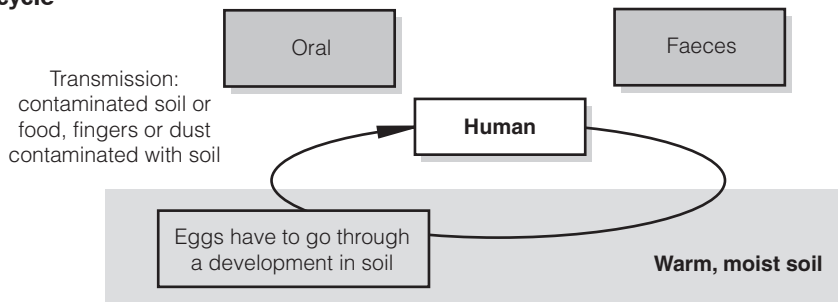 cycle
Oral
Faeces
Transmission:
contaminated soil or
food, fingers or dust
contaminated with soil
Human
Eggs have to go through
a development in soil
Warm, moist soil